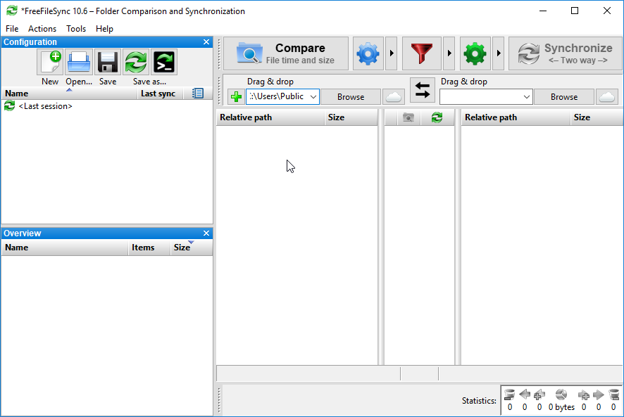 *FreeFileSync 10.6 – Folder Comparison and Synchronization
File Actions Tools Help
Configuration
New Open... Save Save as...
Name Last sync
<Last session>
Overview
Name Items Size
Compare
File time and size
Synchronize
<– Two way –>
Drag & drop
:\Users\Public Browse
Drag & drop
Browse
Relative path Size
Relative path Size
Statistics: 0 0 0 0 bytes 0 0 0